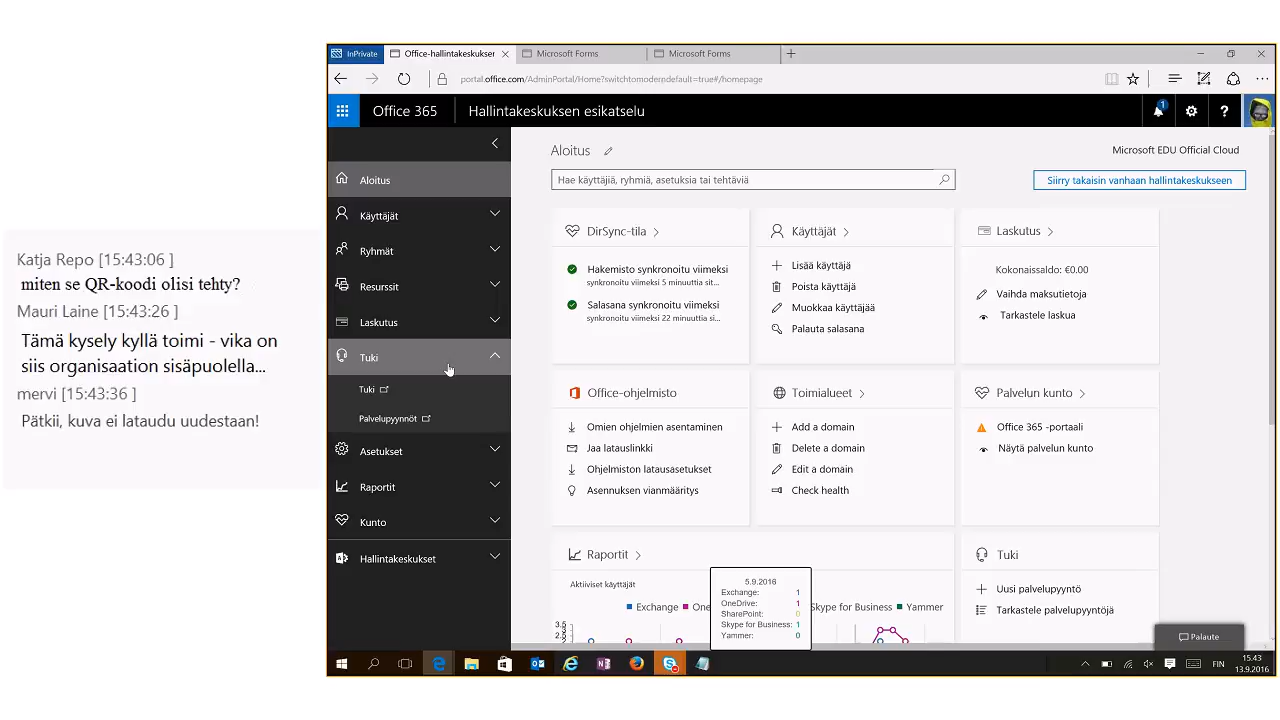 Katja Repo [15:43:06 ]
miten se QR-koodi olisi tehty?
Mauri Laine [15:43:26 ]
Tämä kysely kyllä toimi - vika on
siis organisaation sisäpuolella...
mervi [15:43:36 ]
Pätkii, kuva ei lataudu uudestaan!
InPrivate
Office-hallintakeskukser
Microsoft Forms
Microsoft Forms
portal.office.com/AdminPortal/Home?switchtomoderndefault=true#/homepage
Office 365
Hallintakeskuksen esikatselu
1
Aloitus
Käyttäjät
Ryhmät
Resurssit
Laskutus
Tuki
Tuki
Palvelupyynnöt
Asetukset
Raportit
Kunto
Hallintakeskukset
Aloitus
Microsoft EDU Official Cloud
Hae käyttäjiä, ryhmiä, asetuksia tai tehtäviä
Siirry takaisin vanhaan hallintakeskukseen
DirSync-tila
Hakemisto synkronoitu viimeksi
synkronoitu viimeksi 5 minuuttia sit...
Salasana synkronoitu viimeksi
synkronoitu viimeksi 22 minuuttia si...
Käyttäjät
Lisää käyttäjä
Poista käyttäjä
Muokkaa käyttäjää
Palauta salasana
Laskutus
Kokonaissaldo: €0.00
Vaihda maksutietoja
Tarkastele laskua
Office-ohjelmisto
Omien ohjelmien asentaminen
Jaa latauslinkki
Ohjelmiston latausasetukset
Asennuksen vianmääritys
Toimialueet
Add a domain
Delete a domain
Edit a domain
Check health
Palvelun kunto
Office 365 -portaali
Näytä palvelun kunto
Raportit
Aktiiviset käyttäjät
Exchange
One
Skype for Business
Yammer
3.5
5.9.2016
Exchange: 1
OneDrive: 1
SharePoint: 0
Skype for Business: 1
Yammer: 0
Tuki
Uusi palvelupyyntö
Tarkastele palvelupyyntöjä
Palaute
FIN
15.43
13.9.2016